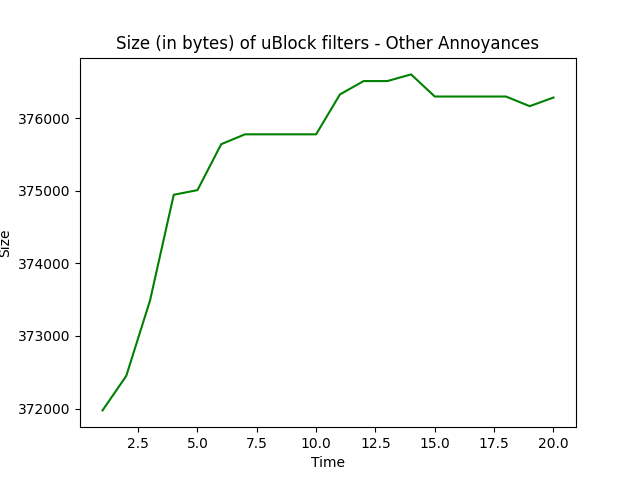 Size (in bytes) of uBlock filters - Other Annoyances
376000
375000
374000
373000
372000
Size
2.5 5.0 7.5 10.0 12.5 15.0 17.5 20.0
Time